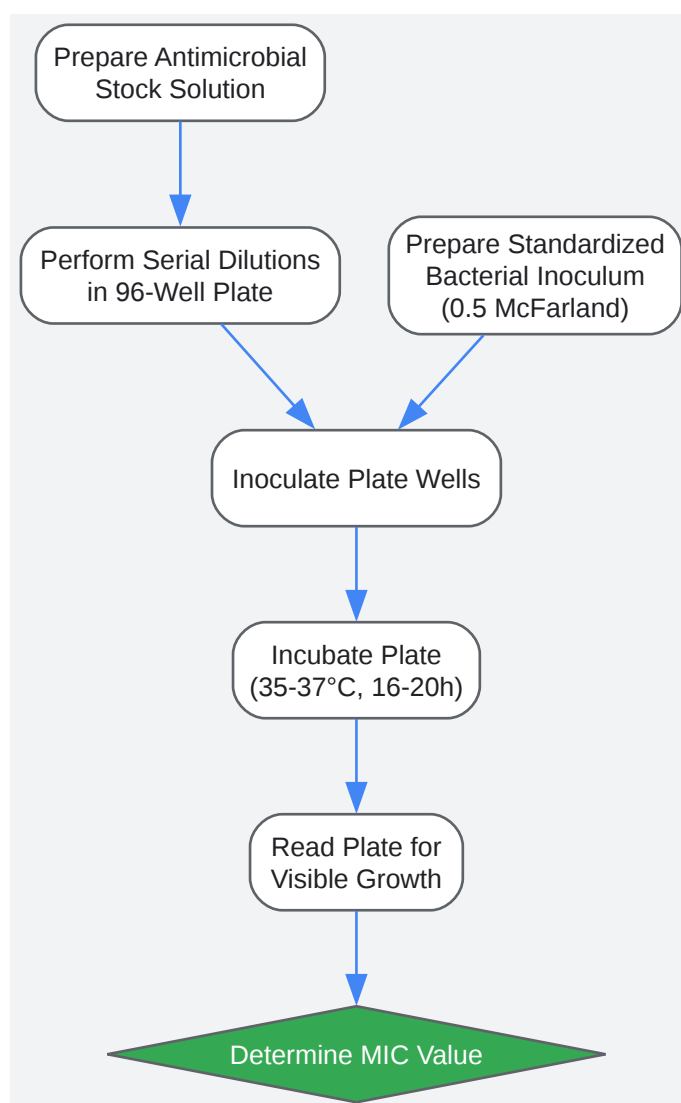 Prepare Antimicrobial
Stock Solution
Perform Serial Dilutions
in 96-Well Plate
Prepare Standardized
Bacterial Inoculum
(0.5 McFarland)
Inoculate Plate Wells
Incubate Plate
(35-37°C, 16-20h)
Read Plate for
Visible Growth
Determine MIC Value